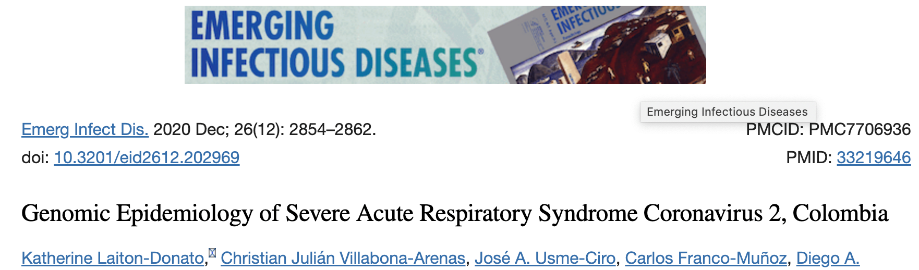 EMERGING
INFECTIOUS DISEASES®
EMERGING
INFECTIOUS
Emerging Infectious Diseases
Emerg Infect Dis. 2020 Dec; 26(12): 2854–2862.
PMCID: PMC7706936
doi: 10.3201/eid2612.202969
PMID: 33219646
Genomic Epidemiology of Severe Acute Respiratory Syndrome Coronavirus 2, Colombia
Katherine Laiton-Donato, Christian Julián Villabona-Arenas, José A. Usme-Ciro, Carlos Franco-Muñoz, Diego A.